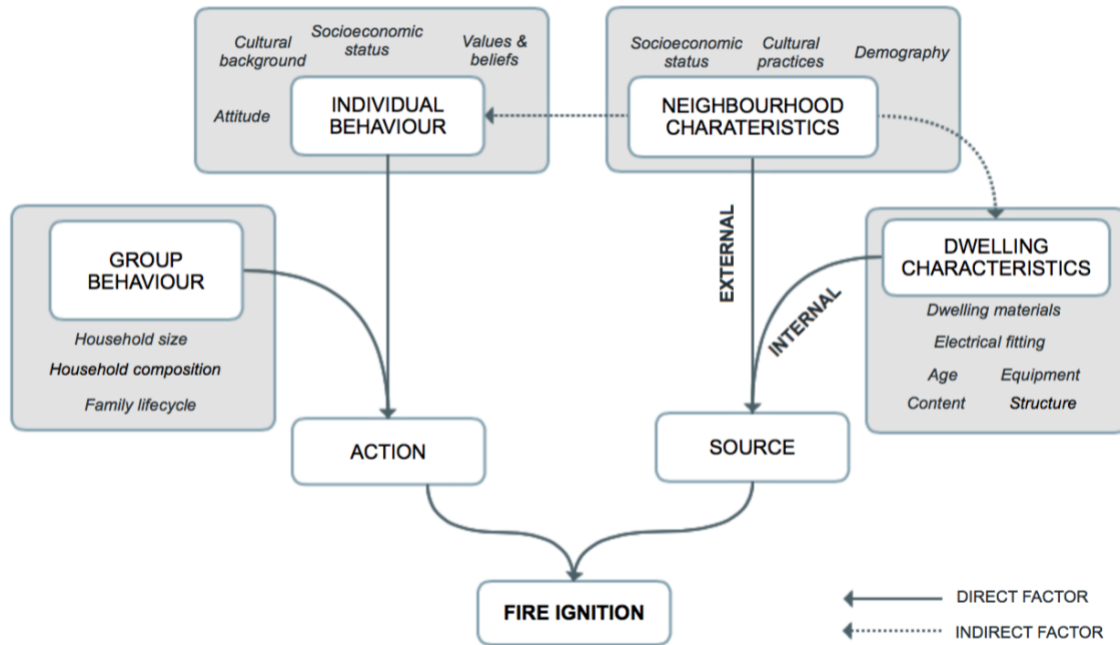 Cultural
background
Socioeconomic
status
Values &
beliefs
Attitude
INDIVIDUAL
BEHAVIOUR
Socioeconomic
status
Cultural
practices
Demography
NEIGHBOURHOOD
CHARATERISTICS
GROUP
BEHAVIOUR
Household size
Household composition
Family lifecycle
EXTERNAL
INTERNAL
DWELLING
CHARACTERISTICS
Dwelling materials
Electrical fitting
Age Equipment
Content Structure
ACTION
SOURCE
FIRE IGNITION
DIRECT FACTOR
INDIRECT FACTOR